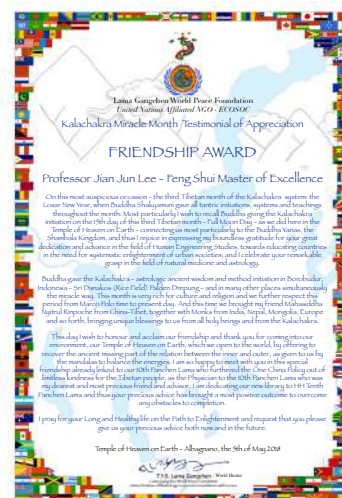 Lama Gangchen World Peace Foundation
United Nations Affiliated NGO - ECOSOC
Kalachakra Miracle Month Testimonial of Appreciation
FRIENDSHIP AWARD
Professor Jian Jun Lee - Feng Shui Master of Excellence
On this most auspicious occasion - the third Tibetan month of the Kalachakra system: the
Losar New Year, when Buddha Shakyamuni gave all tantric initiations, systems and teachings
throughout the month. Most particularly I wish to recall Buddha giving the Kalachakra
initiation on the 15th day of this third Tibetan month - Full Moon Day - as we did here in the
Temple of Heaven on Earth - connecting us most particularly to the Buddha Vamsa, the
Shambala Kingdom, and thus I rejoice in expressing my boundless gratitude for your great
dedication and advance in the field of Human Engineering Studies, towards educating countries
in the need for systematic enlightenment of urban societies; and I celebrate your remarkable
grasp in the field of natural medicine and astrology.
Buddha gave the Kalachakra - astrologic ancient wisdom and method initiation in Borobudur,
Indonesia - Sri Danakos (Rice Field) Palden Drepung - and in many other places simultaneously
the miracle way. This month is very rich for culture and religion and we further respect this
period from Marco Polo time to present day. And this time we brought my friend Mahasiddha
Nytrul Rinpoche from China-Tibet, together with Monks from India, Nepal, Mongolia, Europe
and so forth, bringing unique blessings to us from all holy beings and from the Kalachakra.
This day I wish to honour and acclaim our friendship and thank you for coming into our
environment, our Temple of Heaven on Earth, which we open to the world, by offering to
recover the ancient missing part of the relation between the inner and outer, as given to us by
the mandalas to balance the energies. I am so happy to meet with you in this special
friendship already linked to our 10th Panchen Lama who furthered the One China Policy out of
limitless kindness for the Tibetan people, as the Physician to the 10th Panchen Lama who was
my dearest and most precious friend and advisor. I am dedicating our new library to HH Tenth
Panchen Lama and thus your precious advice has brought a most positive outcome to overcome
any obstacles to completion.
I pray for your Long and Healthy life on the Path to Enlightenment and request that you please
give us your precious advice both now and in the future.
Temple of Heaven on Earth - Albagnano, the 5th of May 2018
T.Y.S. Lama Gangchen - World Healer